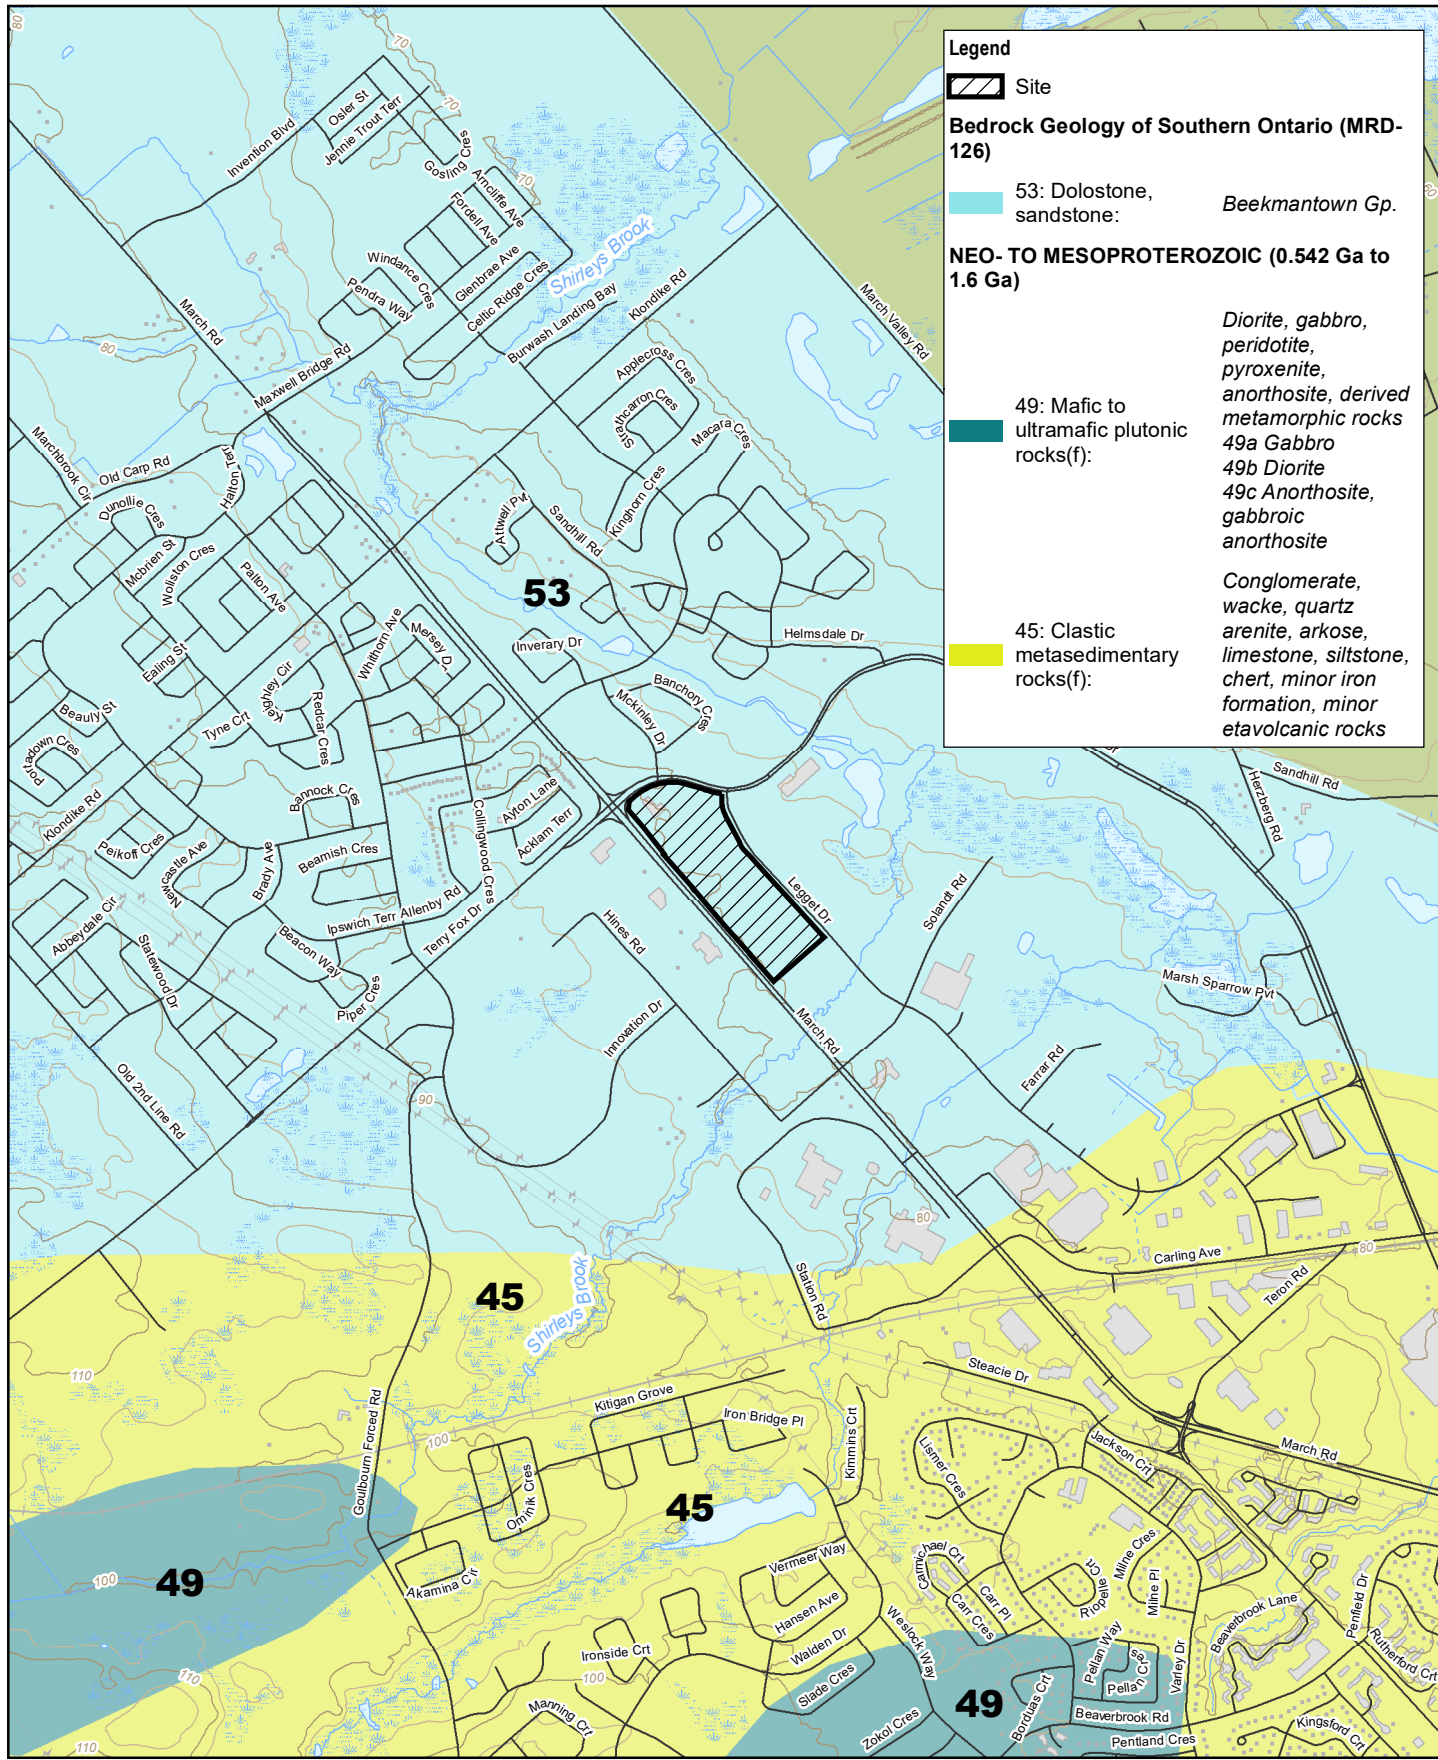 Legend
Site
Bedrock Geology of Southern Ontario (MRD-
126)
53: Dolostone,
sandstone:
Beekmantown Gp.
NEO- TO MESOPROTEROZOIC (0.542 Ga to
1.6 Ga)
49: Mafic to
ultramafic plutonic
rocks(f):
Diorite, gabbro,
peridotite,
pyroxenite,
anorthosite, derived
metamorphic rocks
49a Gabbro
49b Diorite
49c Anorthosite,
gabbroic
anorthosite
45: Clastic
metasedimentary
rocks(f):
Conglomerate,
wacke, quartz
arenite, arkose,
limestone, siltstone,
chert, minor iron
formation, minor
etavolcanic rocks
80
70
70
70
60
Osler St
Jennie Trout Terr
Invention Blvd
Gosling Cres
Arncliffe Ave
Fordell Ave
Windance Cres
Pendra Way
Glenbrae Ave
Celtic Ridge Cres
Shirleys Brook
Burwash Landing Bay
Klondike Rd
March Valley Rd
March Rd
80
Maxwell Bridge Rd
Applecross Cres
Strathcarron Cres
Macara Cres
Kinghorn Cres
Marchbrook Cir
Old Carp Rd
Halton Terr
Dunollie Cres
Mcbrien St
Wollston Cres
Palton Ave
Attwell Pvt
Sandhill Rd
53
Helmsdale Dr
Inverary Dr
Whithorn Ave
Mersey Dr
Ealing St
Keighley Cir
Redcar Cres
Tyne Crt
Banchory Cres
Mckinley Dr
Beauly St
Portadown Cres
Klondike Rd
Bannock Cres
Ayton Lane
Acklam Terr
Collingwood Cres
Peikoff Cres
Newcastle Ave
Brady Ave
Beamish Cres
Ipswich Terr
Allenby Rd
Terry Fox Dr
Abbeydale Cir
Statewood Dr
Beacon Way
Piper Cres
Hines Rd
Legget Dr
Solandt Rd
Sandhill Rd
Herzberg Rd
Marsh Sparrow Pvt
Innovation Dr
March Rd
Farrar Rd
Old 2nd Line Rd
90
80
Carling Ave
80
Teron Rd
Station Rd
45
Shirleys Brook
110
Goulbourn Forced Rd
Kitigan Grove
Iron Bridge Pl
Steacie Dr
100
Kimmins Crt
Lismer Cres
Jackson Crt
March Rd
Ominik Cres
45
49
100
Akamina Cir
Vermeer Way
Carmichael Crt
Carr Pl
Carr Cres
Riopelle Crt
Milne Cres
Milne Pl
Hansen Ave
Walden Dr
Weslock Way
Beaverbrook Lane
Penfield Dr
Rutherford Crt
Ironside Crt
100
110
Slade Cres
Pellan Way
Pellan Cres
Varley Dr
49
Borduas Crt
Manning Crt
Zokol Cres
Beaverbrook Rd
Pentland Cres
Kingsford Crt
110